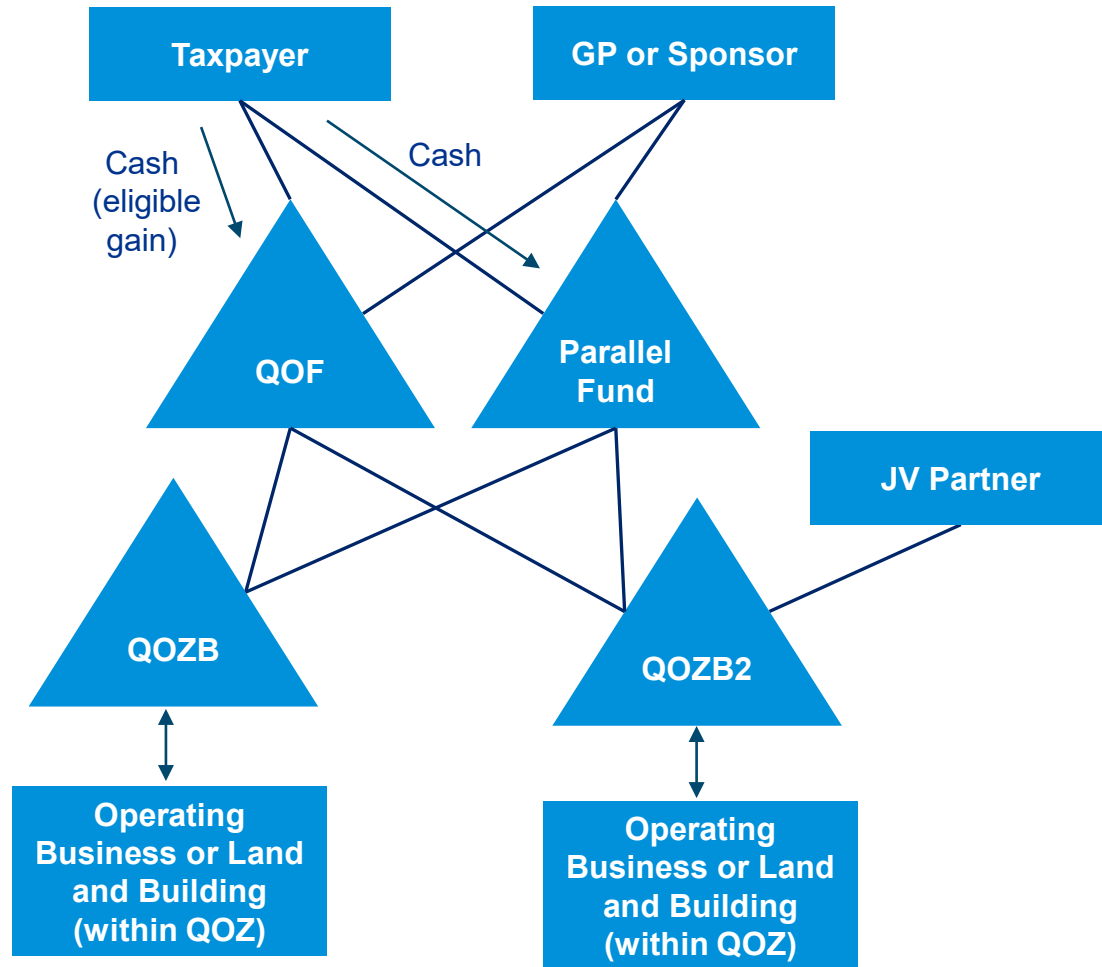 Taxpayer
GP or Sponsor
Cash
(eligible
gain)
Cash
QOF
Parallel
Fund
JV Partner
QOZB
QOZB2
Operating
Business or Land
and Building
(within QOZ)
Operating
Business or Land
and Building
(within QOZ)